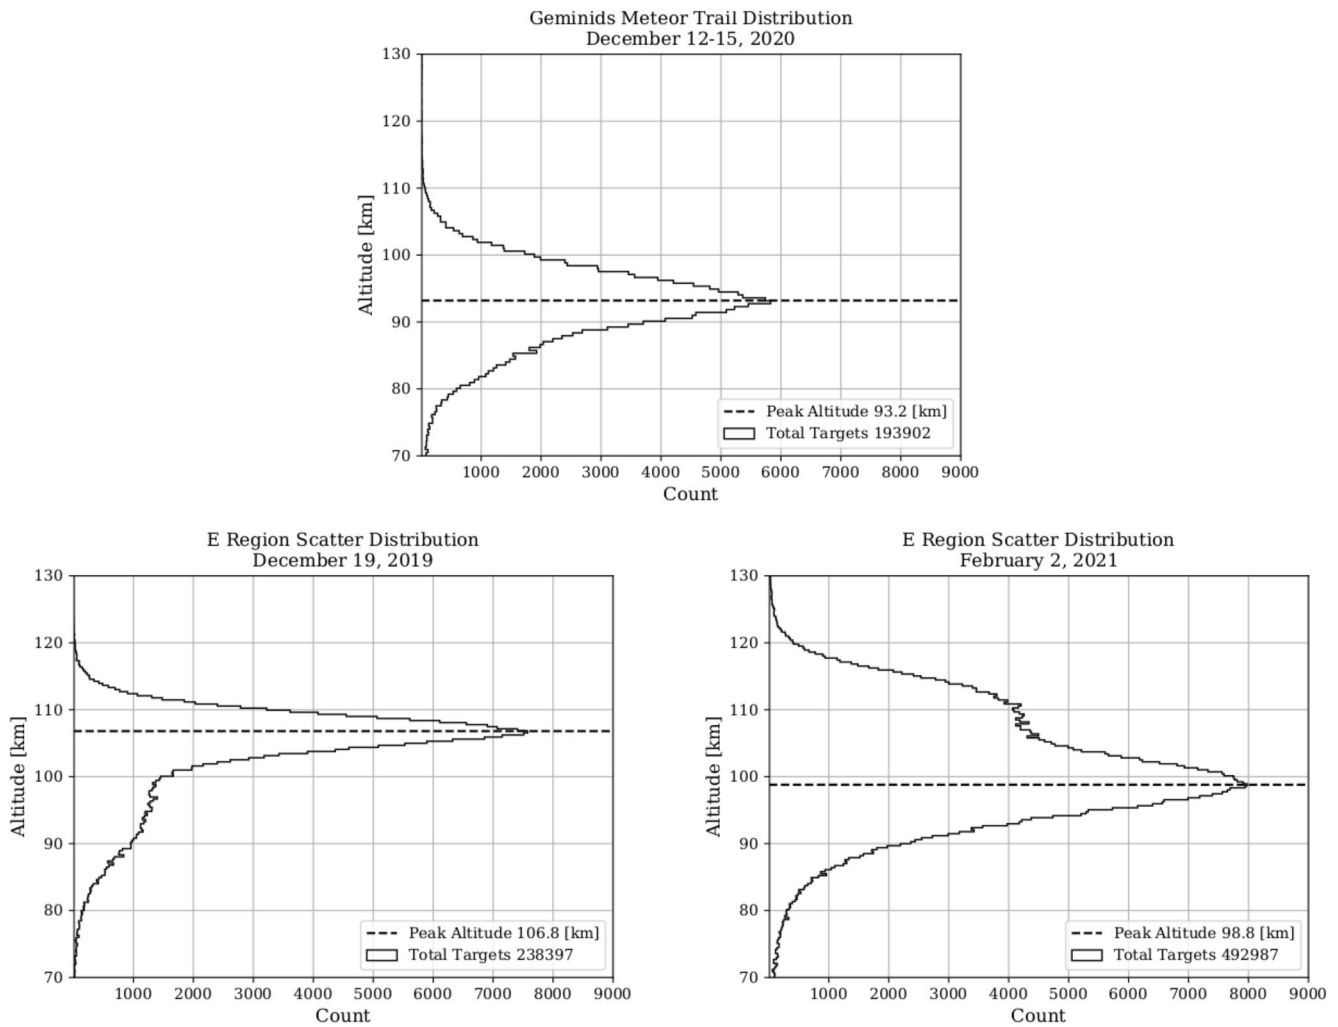 Geminids Meteor Trail Distribution
December 12-15, 2020
130
120
110
100
90
80
70
Altitude [km]
Peak Altitude 93.2 [km]
Total Targets 193902
1000 2000 3000 4000 5000 6000 7000 8000 9000
Count
E Region Scatter Distribution
December 19, 2019
130
120
110
100
90
80
70
Altitude [km]
Peak Altitude 106.8 [km]
Total Targets 238397
1000 2000 3000 4000 5000 6000 7000 8000 9000
Count
E Region Scatter Distribution
February 2, 2021
130
120
110
100
90
80
70
Altitude [km]
Peak Altitude 98.8 [km]
Total Targets 492987
1000 2000 3000 4000 5000 6000 7000 8000 9000
Count